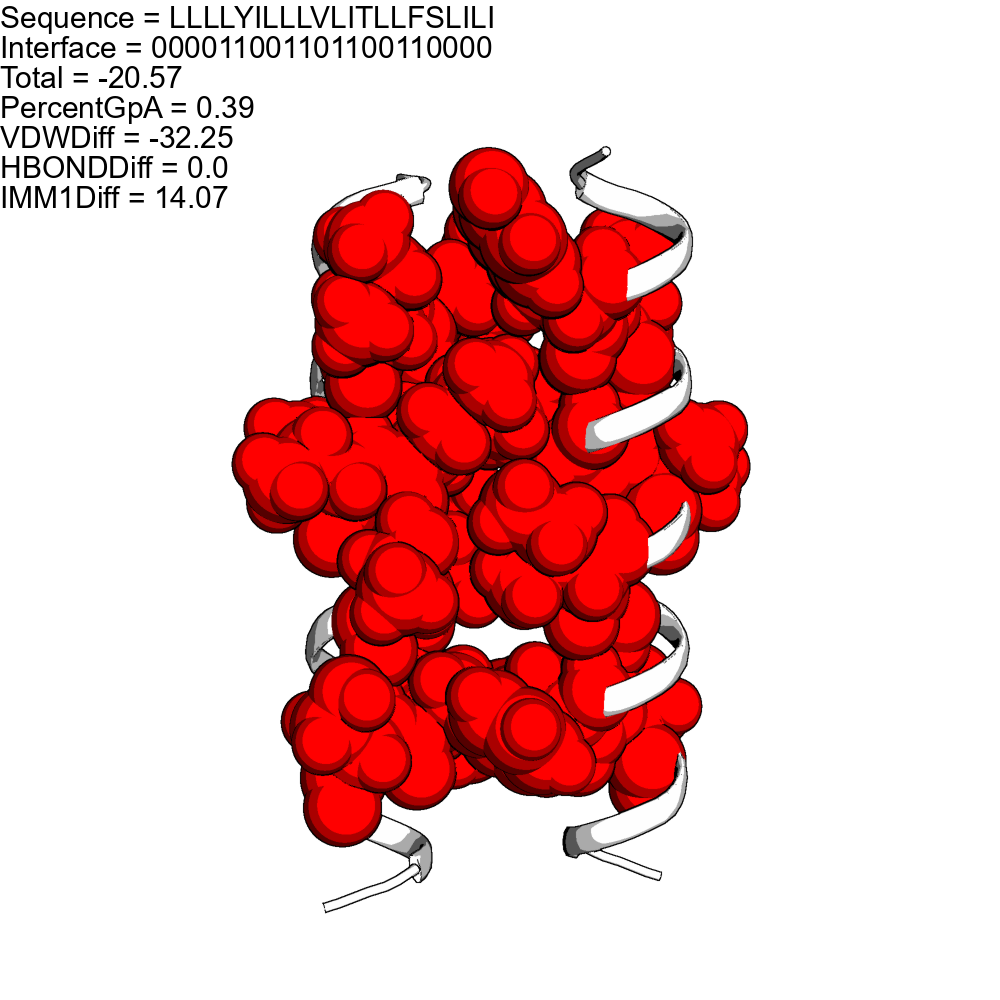 Sequence = LLLLYILLLVLITLLFSLILI
Interface = 000011001101100110000
Total = -20.57
PercentGpA = 0.39
VDWDiff = -32.25
HBONDDiff = 0.0
IMM1Diff = 14.07